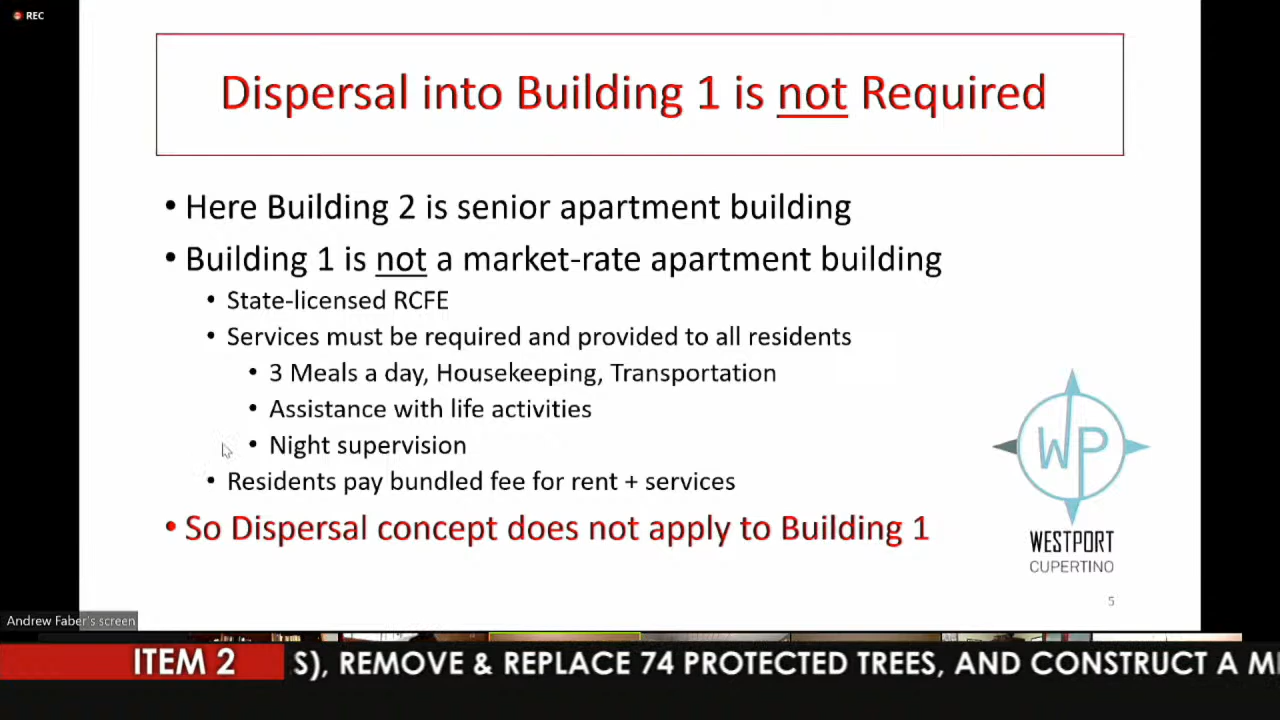 REC
Dispersal into Building 1 is not Required
• Here Building 2 is senior apartment building
• Building 1 is not a market-rate apartment building
• State-licensed RCFE
• Services must be required and provided to all residents
• 3 Meals a day, Housekeeping, Transportation
• Assistance with life activities
• Night supervision
• Residents pay bundled fee for rent + services
• So Dispersal concept does not apply to Building 1
WP
WESTPORT
CUPERTINO
5
Andrew Faber's screen
ITEM 2 S), REMOVE & REPLACE 74 PROTECTED TREES, AND CONSTRUCT A